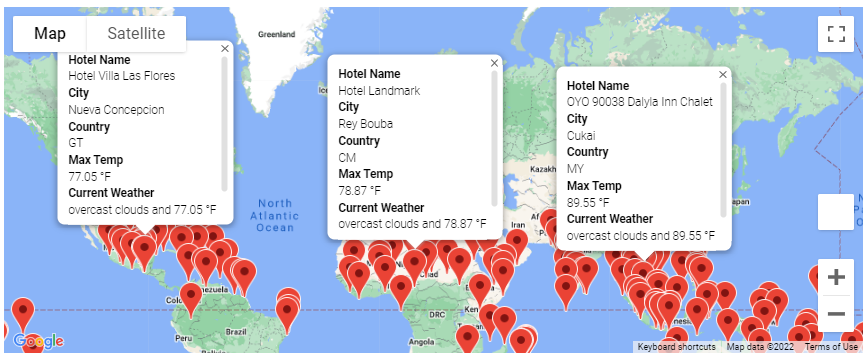 Map
Satellite
Greenland
Hotel Name
Hotel Villa Las Flores
City
Nueva Concepcion
Country
GT
Max Temp
77.05 °F
Current Weather
overcast clouds and 77.05 °F
Hotel Name
Hotel Landmark
City
Rey Bouba
Country
CM
Max Temp
78.87 °F
Current Weather
overcast clouds and 78.87 °F
Hotel Name
OYO 90038 Dalyla Inn Chalet
City
Cukai
Country
MY
Max Temp
89.55 °F
Current Weather
overcast clouds and 89.55 °F
North
Atlantic
Ocean
Iran
Chad
DRC
Angola
Brazil
Peru
Google
Keyboard shortcuts
Map data ©2022
Terms of Use